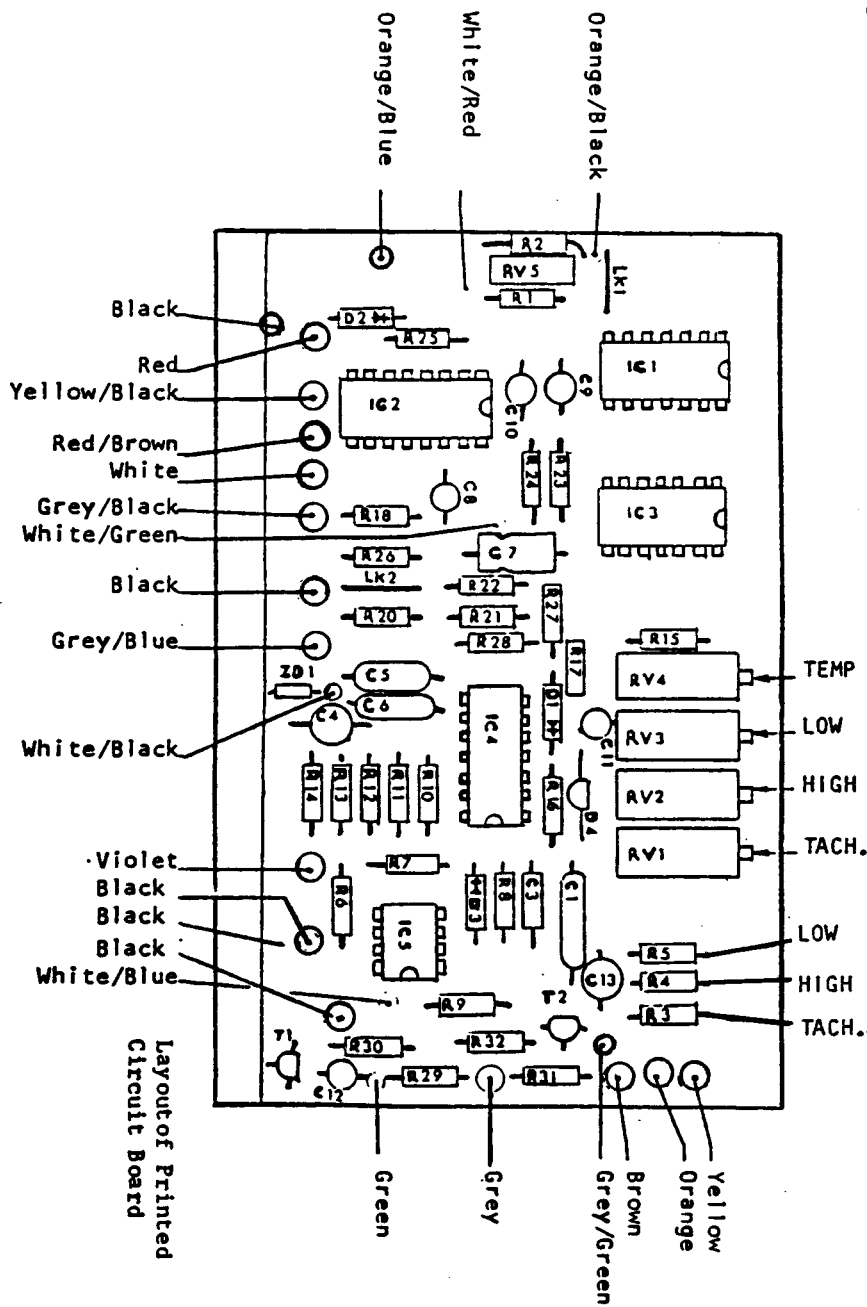 Orange/Blue
White/Red
Orange/Black
R2
RV5
R1
LK1
Black
D2
R25
Red
Yellow/Black
Red/Brown
White
Grey/Black
White/Green
Black
Grey/Blue
White/Black
IC2
C10
C9
IC1
R24
R23
C8
IC3
R18
C7
R26
LK2
R22
R20
R21
R27
R28
R17
R15
ZD1
C5
C6
C4
IC4
D1
C11
RV4
TEMP
RV3
LOW
RV2
HIGH
RV1
TACH.
R14
R13
R12
R11
R10
R16
D4
Violet
Black
Black
Black
White/Blue
R7
R6
IC5
R8
C3
C1
R5
LOW
R4
HIGH
R3
TACH.
C13
R9
T2
T1
R30
R32
C12
R29
R31
Layout of Printed
Circuit Board
Green
Grey
Grey/Green
Brown
Orange
Yellow